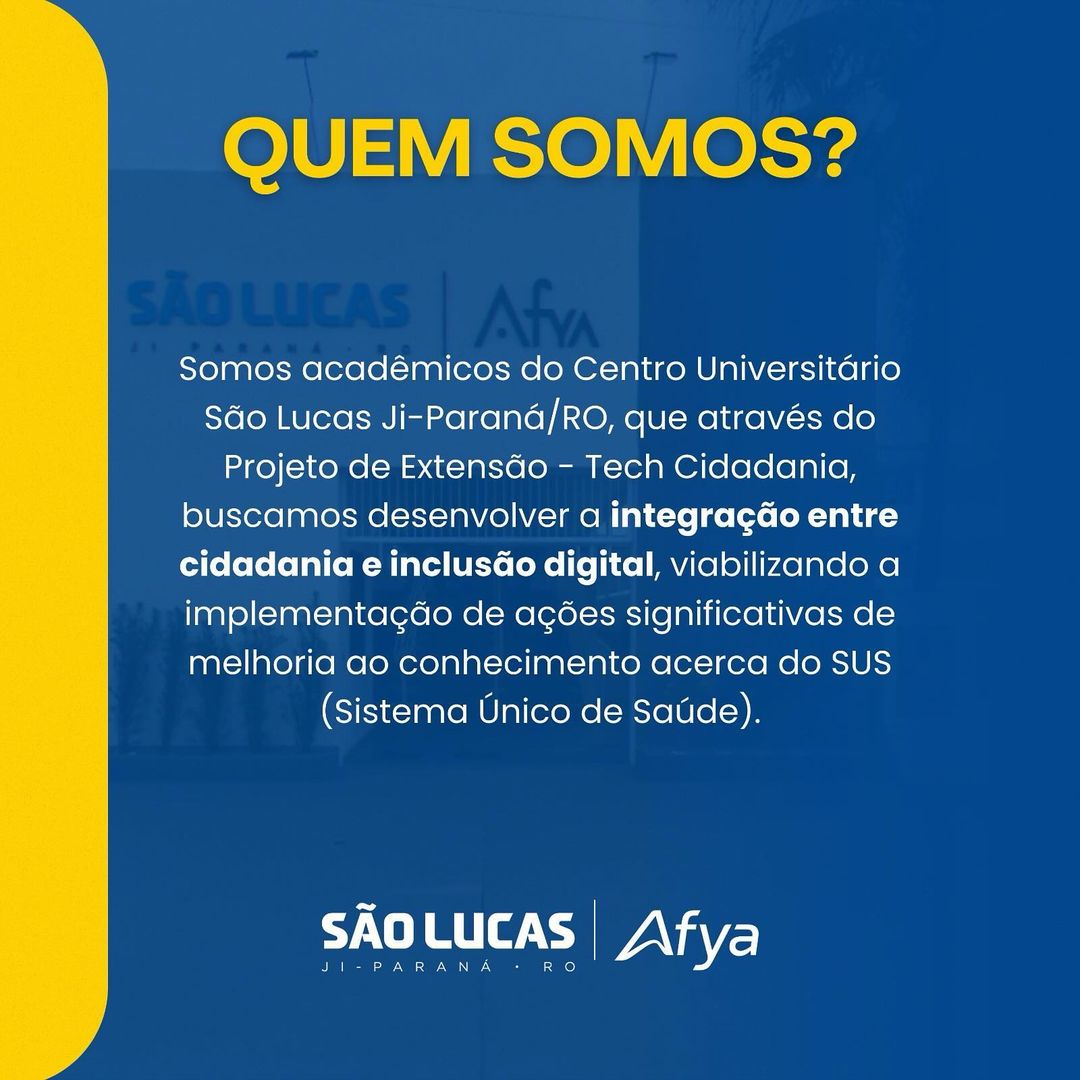 QUEM SOMOS?
SÃO LUCAS
JI PARANÁ RO
Afya
Somos acadêmicos do Centro Universitário
São Lucas Ji-Paraná/RO, que através do
Projeto de Extensão - Tech Cidadania,
buscamos desenvolver a integração entre
cidadania e inclusão digital, viabilizando a
implementação de ações significativas de
melhoria ao conhecimento acerca do SUS
(Sistema Único de Saúde).
SÃO LUCAS
JI-PARANÁ · RO
Afya